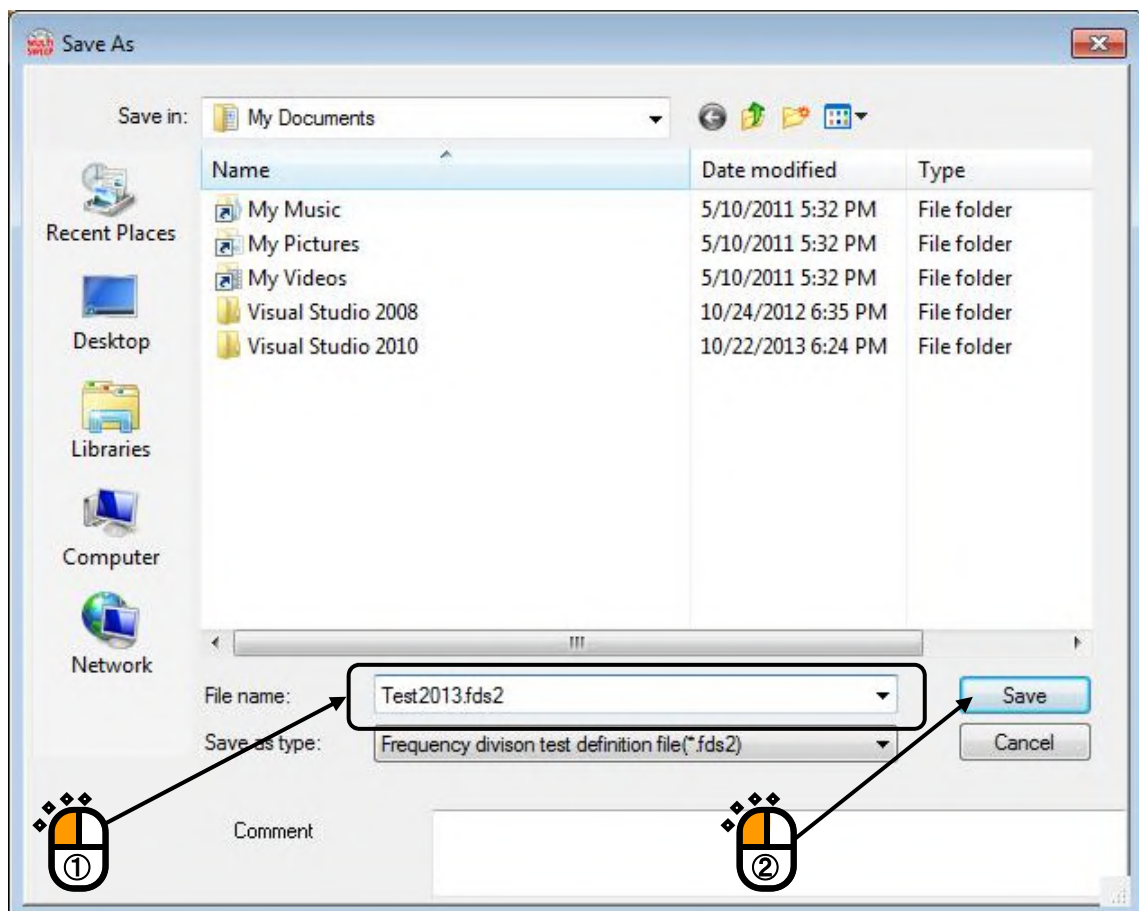 MULTI SWEEP Save As
Save in: My Documents
Name Date modified Type
My Music 5/10/2011 5:32 PM File folder
My Pictures 5/10/2011 5:32 PM File folder
My Videos 5/10/2011 5:32 PM File folder
Visual Studio 2008 10/24/2012 6:35 PM File folder
Visual Studio 2010 10/22/2013 6:24 PM File folder
Recent Places
Desktop
Libraries
Computer
Network
File name: Test2013.fds2 Save
Save as type: Frequency divison test definition file(*.fds2) Cancel
Comment
① ②